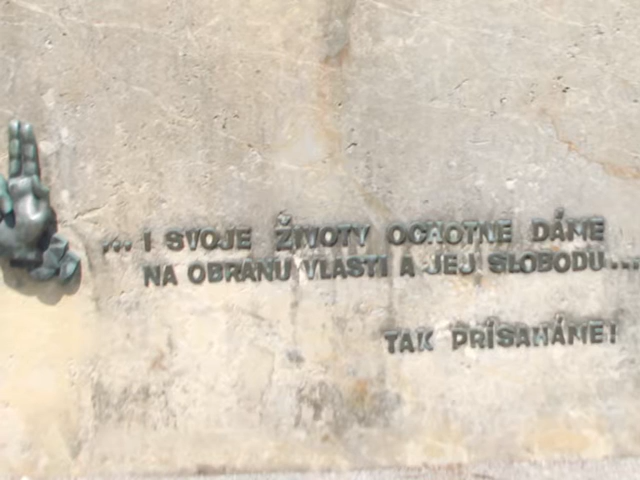 ... I SVOJE ŽIVOTY OCHOTNE DÁME
NA OBRANU VLASTI A JEJ SLOBODU...
TAK PRÍSAHÁME!